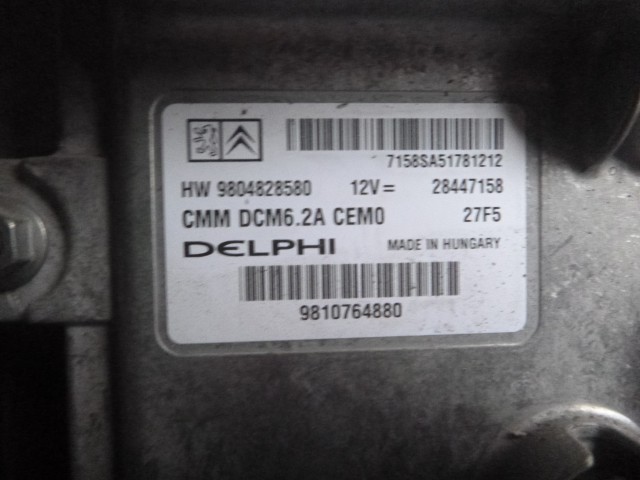 7158SA51781212
HW 9804828580 12V= 28447158
CMM DCM6.2A CEM0 27F5
DELPHI MADE IN HUNGARY
9810764880